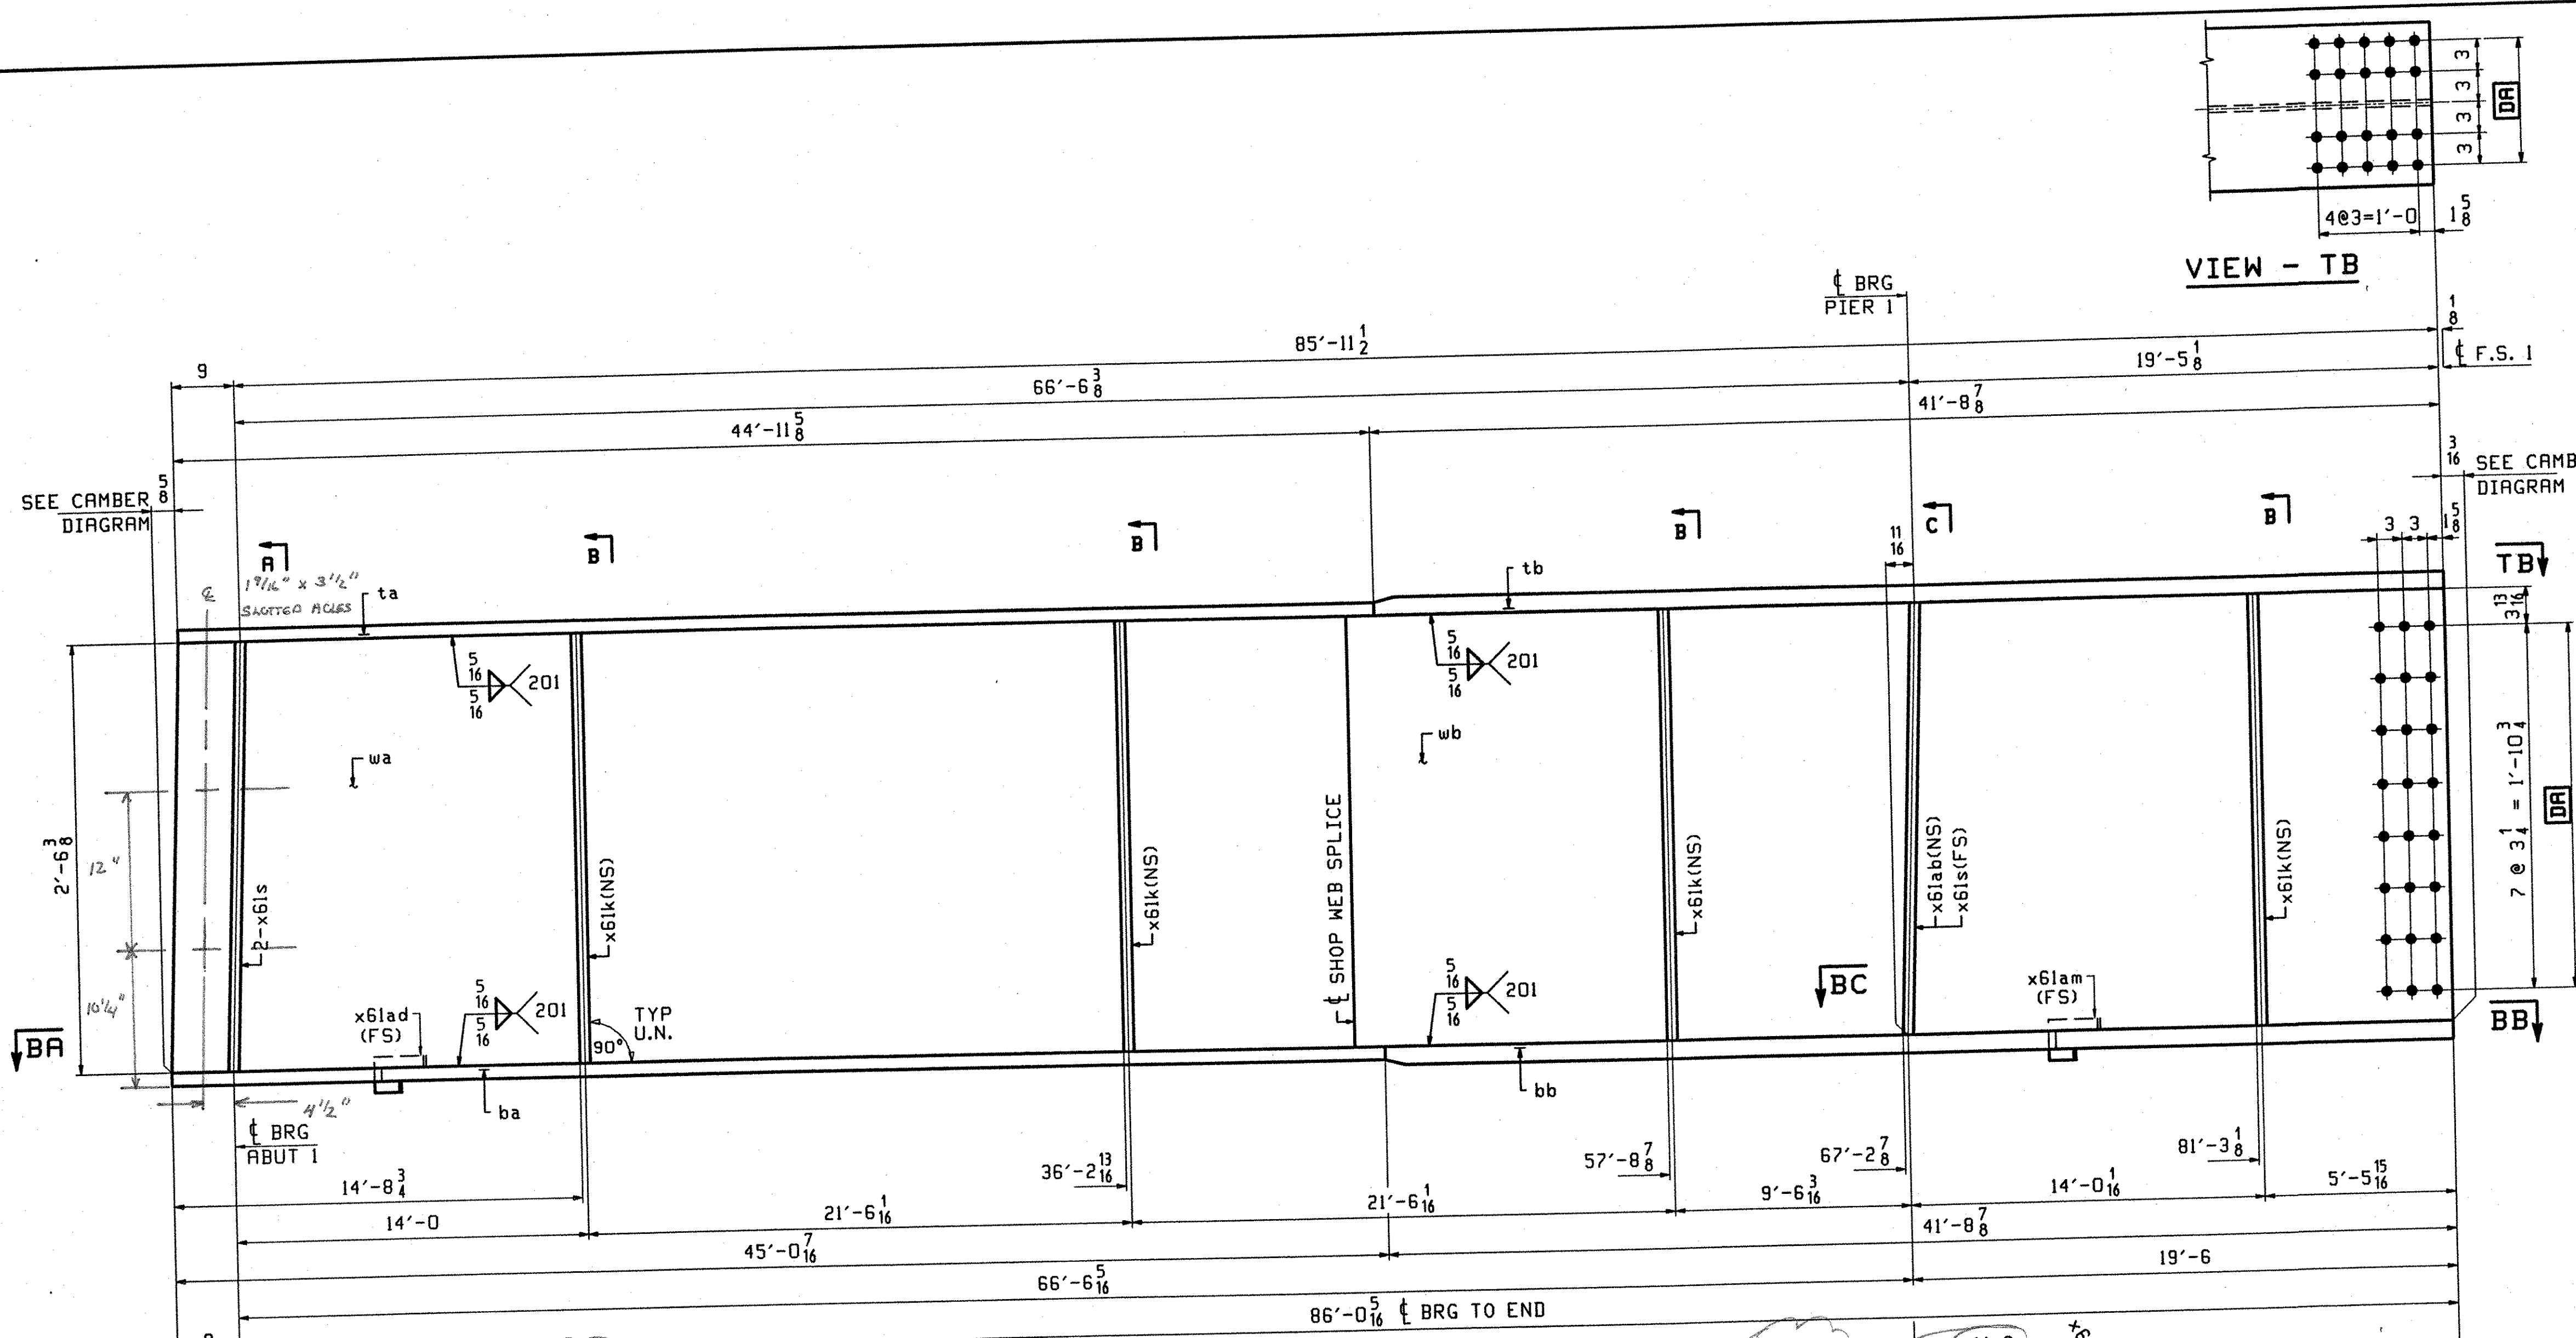 3
3
3
3
DA
4@3=1'-0
1 5/8
VIEW - TB
℄ BRG
PIER 1
1/8
85'-11 1/2
℄ F.S. 1
9
66'-6 3/8
19'-5 1/8
44'-11 5/8
41'-8 7/8
SEE CAMBER
DIAGRAM
5/8
3/16
SEE CAMB
DIAGRAM
A
B
B
B
C
B
11/16
3
3
1 5/8
TB
℄
1 9/16" x 3 1/2"
SLOTTED HOLES
ta
tb
3 13/16
5/16
5/16
201
5/16
5/16
201
wa
wb
2'-6 3/8
12"
10 1/4"
2-x61s
x61k(NS)
x61k(NS)
℄ SHOP WEB SPLICE
x61k(NS)
x61ab(NS)
x61s(FS)
x61k(NS)
7 @ 3 1/4 = 1'-10 3/4
DA
BA
x61ad
(FS)
5/16
5/16
201
TYP
U.N.
90°
5/16
5/16
201
BC
x61am
(FS)
BB
4 1/2"
ba
bb
℄ BRG
ABUT 1
14'-8 3/4
36'-2 13/16
57'-8 7/8
67'-2 7/8
81'-3 1/8
14'-0
21'-6 1/16
21'-6 1/16
9'-6 3/16
14'-0 1/16
5'-5 15/16
45'-0 7/16
41'-8 7/8
66'-6 5/16
19'-6
86'-0 5/16 ℄ BRG TO END